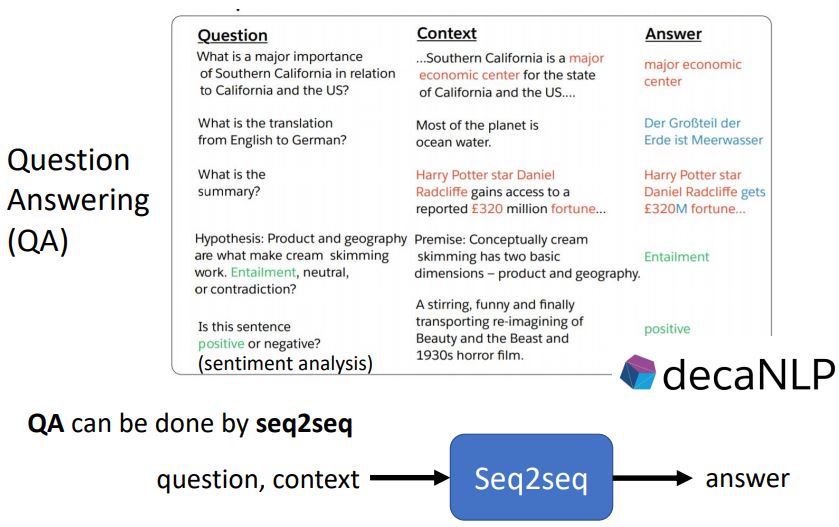 Question
Answering
(QA)
Question
What is a major importance
of Southern California in relation
to California and the US?
Context
...Southern California is a major
economic center for the state
of California and the US....
Answer
major economic
center
What is the translation
from English to German?
Most of the planet is
ocean water.
Der Großteil der
Erde ist Meerwasser
What is the
summary?
Harry Potter star Daniel
Radcliffe gains access to a
reported £320 million fortune...
Harry Potter star
Daniel Radcliffe gets
£320M fortune...
Hypothesis: Product and geography
are what make cream skimming
work. Entailment, neutral,
or contradiction?
Premise: Conceptually cream
skimming has two basic
dimensions – product and geography.
Entailment
Is this sentence
positive or negative?
(sentiment analysis)
A stirring, funny and finally
transporting re-imagining of
Beauty and the Beast and
1930s horror film.
positive
decaNLP
QA can be done by seq2seq
question, context
Seq2seq
answer